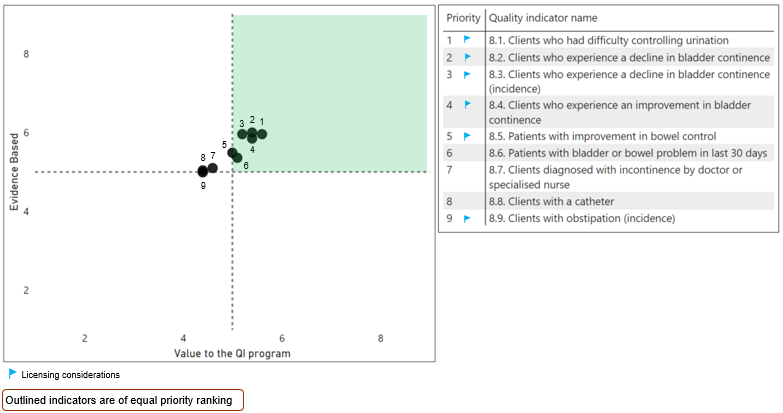 Evidence Based
8
6
4
2
3 2 1
5
4
8 7
6
9
2 4 6 8
Value to the QI program
Priority Quality indicator name
1 8.1. Clients who had difficulty controlling urination
2 8.2. Clients who experience a decline in bladder continence
3 8.3. Clients who experience a decline in bladder continence
(incidence)
4 8.4. Clients who experience an improvement in bladder
continence
5 8.5. Patients with improvement in bowel control
6 8.6. Patients with bladder or bowel problem in last 30 days
7 8.7. Clients diagnosed with incontinence by doctor or
specialised nurse
8 8.8. Clients with a catheter
9 8.9. Clients with obstipation (incidence)
Licensing considerations
Outlined indicators are of equal priority ranking